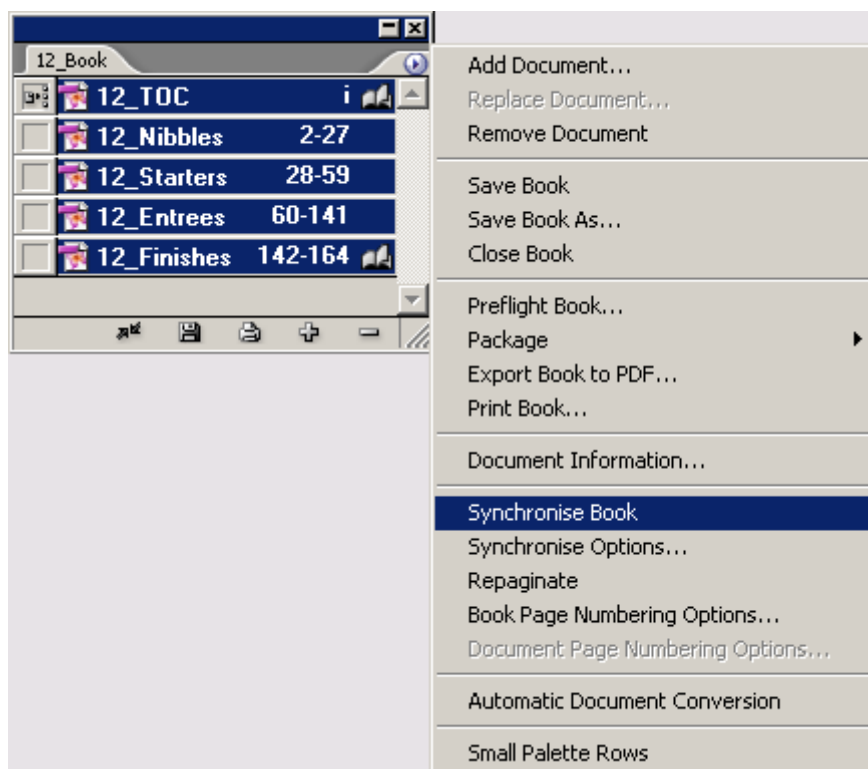 12_Book
12_TOC i
12_Nibbles 2-27
12_Starters 28-59
12_Entrees 60-141
12_Finishes 142-164
Add Document...
Replace Document...
Remove Document
Save Book
Save Book As...
Close Book
Preflight Book...
Package
Export Book to PDF...
Print Book...
Document Information...
Synchronise Book
Synchronise Options...
Repaginate
Book Page Numbering Options...
Document Page Numbering Options...
Automatic Document Conversion
Small Palette Rows